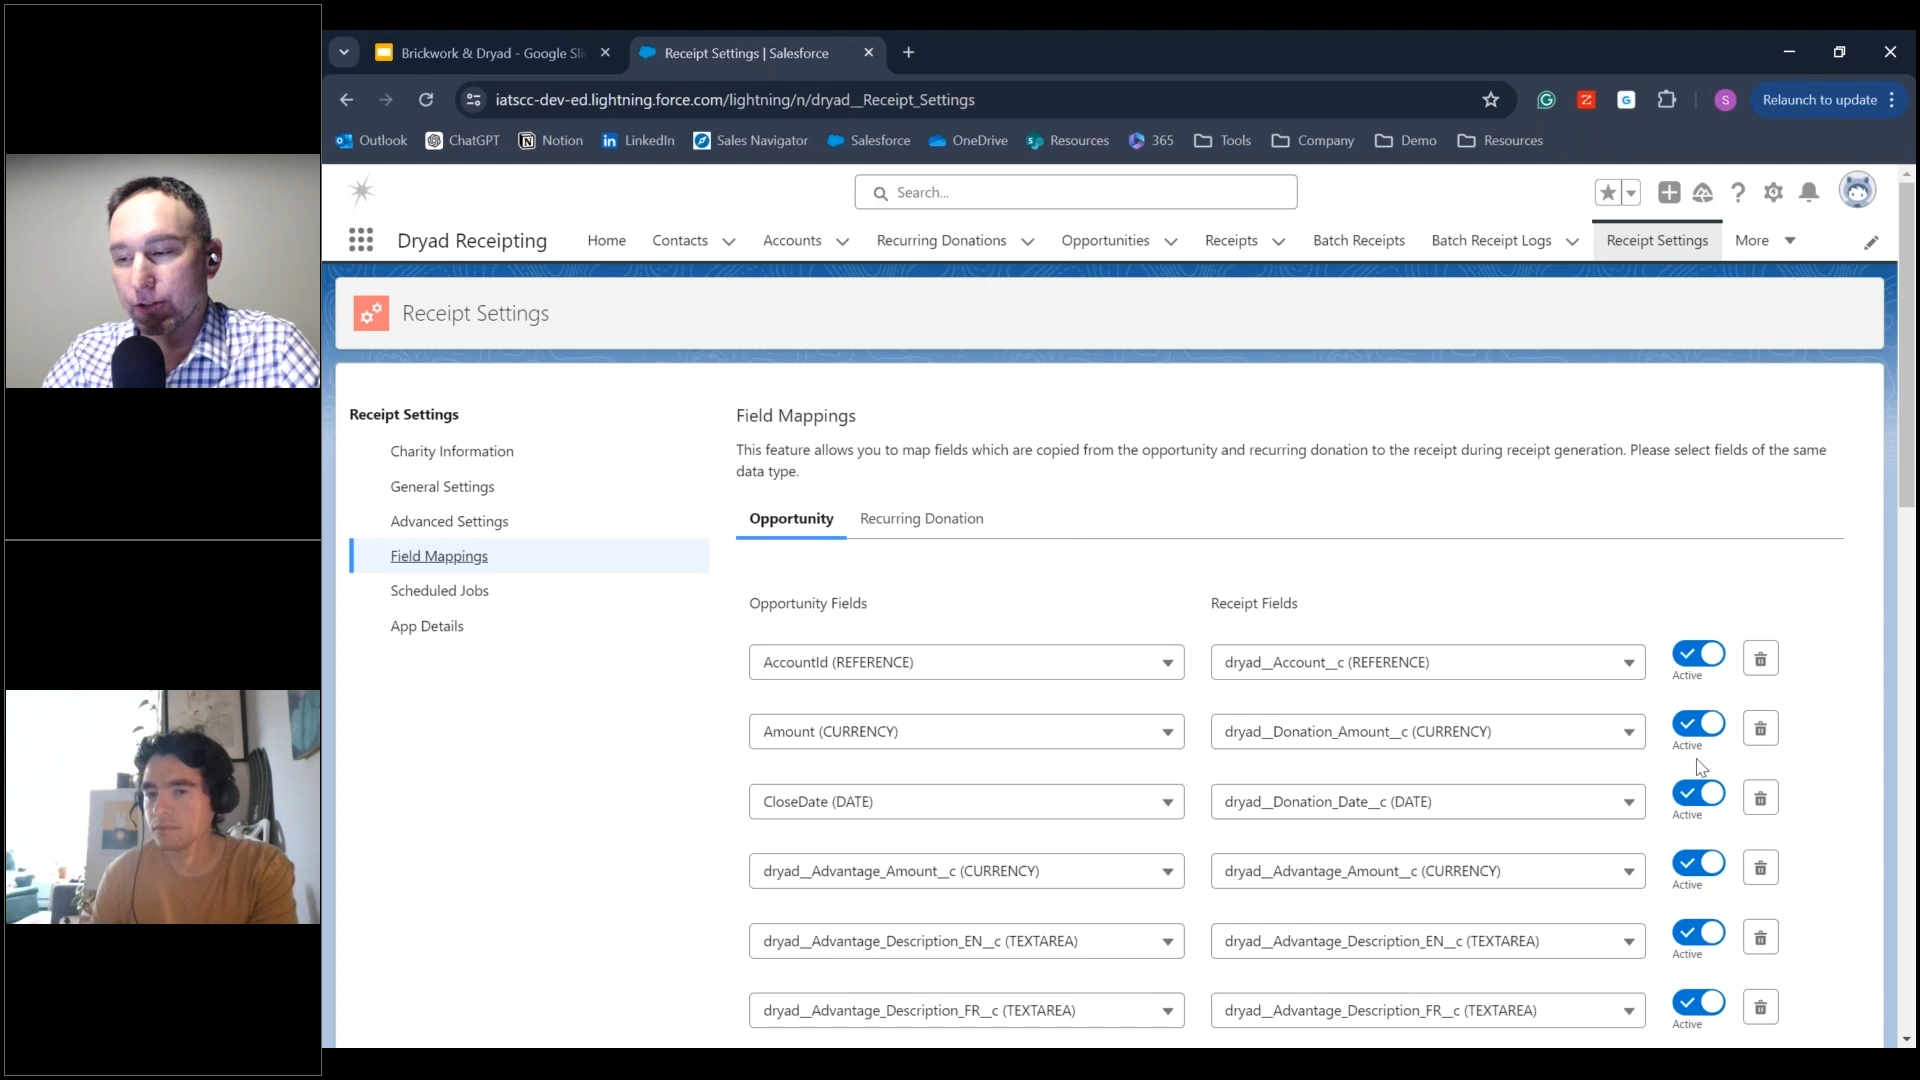 Brickwork & Dryad - Google Sli
Receipt Settings | Salesforce
iatscc-dev-ed.lightning.force.com/lightning/n/dryad__Receipt_Settings
S
Relaunch to update
Outlook
ChatGPT
Notion
LinkedIn
Sales Navigator
Salesforce
OneDrive
Resources
365
Tools
Company
Demo
Resources
Search...
Dryad Receipting
Home
Contacts
Accounts
Recurring Donations
Opportunities
Receipts
Batch Receipts
Batch Receipt Logs
Receipt Settings
More
Receipt Settings
Receipt Settings
Charity Information
General Settings
Advanced Settings
Field Mappings
Scheduled Jobs
App Details
Field Mappings
This feature allows you to map fields which are copied from the opportunity and recurring donation to the receipt during receipt generation. Please select fields of the same
data type.
Opportunity
Recurring Donation
Opportunity Fields
Receipt Fields
AccountId (REFERENCE)
dryad__Account__c (REFERENCE)
Active
Amount (CURRENCY)
dryad__Donation_Amount__c (CURRENCY)
Active
CloseDate (DATE)
dryad__Donation_Date__c (DATE)
Active
dryad__Advantage_Amount__c (CURRENCY)
dryad__Advantage_Amount__c (CURRENCY)
Active
dryad__Advantage_Description_EN__c (TEXTAREA)
dryad__Advantage_Description_EN__c (TEXTAREA)
Active
dryad__Advantage_Description_FR__c (TEXTAREA)
dryad__Advantage_Description_FR__c (TEXTAREA)
Active